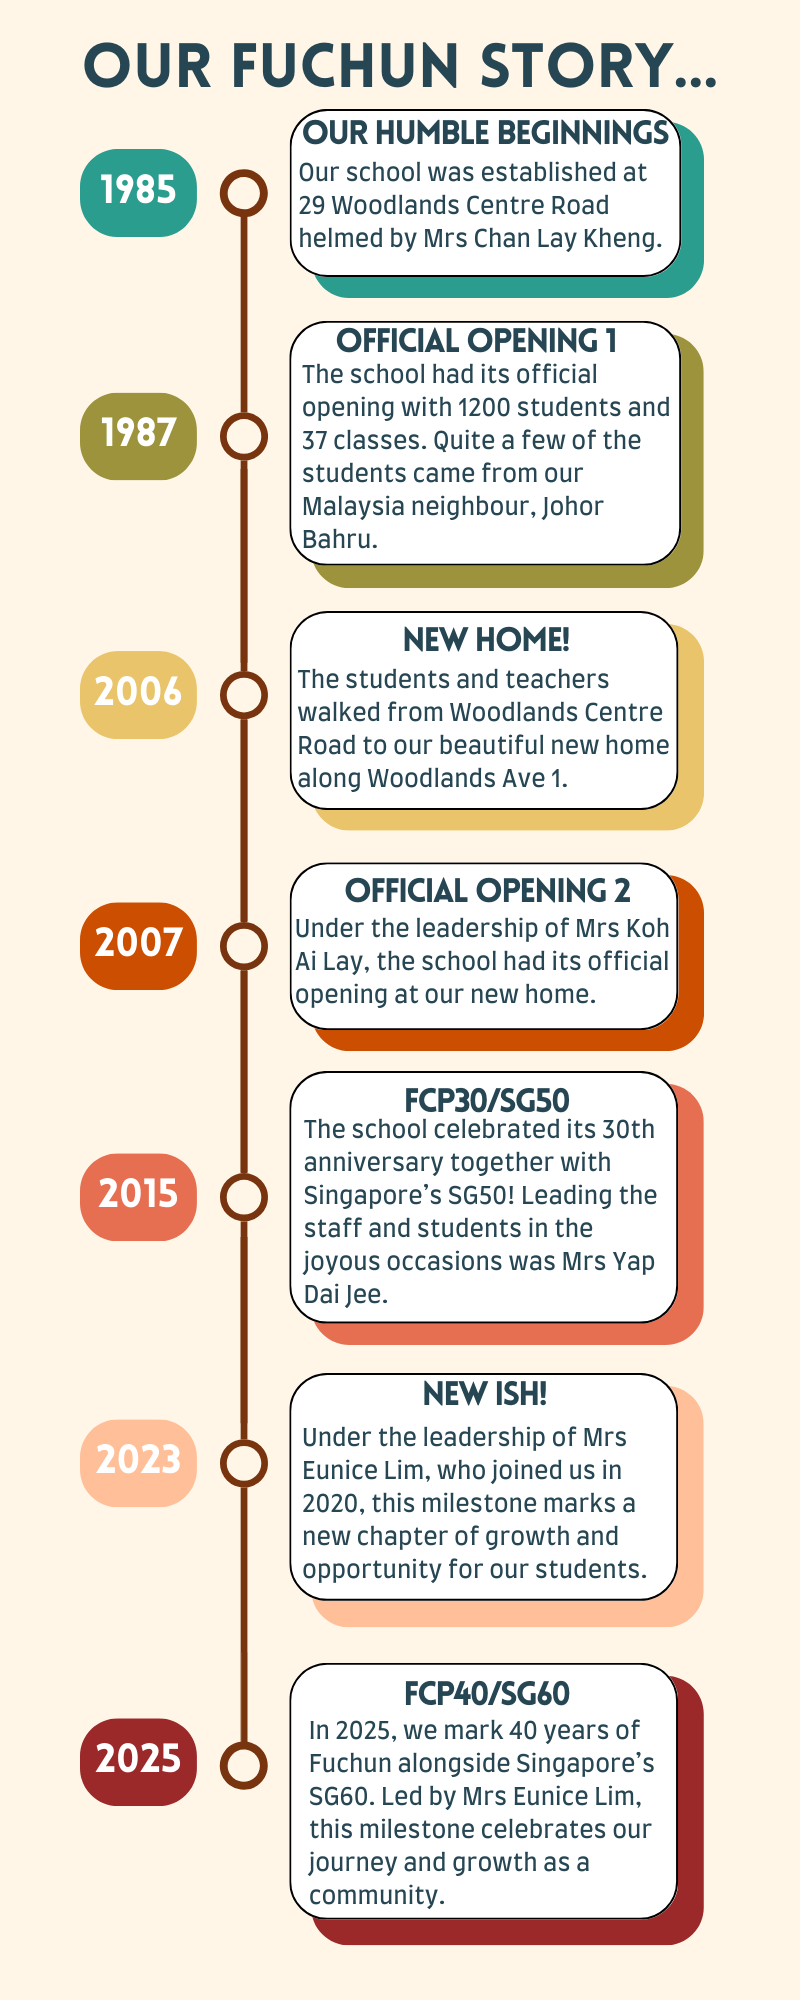 OUR FUCHUN STORY...
1985
OUR HUMBLE BEGINNINGS
Our school was established at
29 Woodlands Centre Road
helmed by Mrs Chan Lay Kheng.
1987
OFFICIAL OPENING 1
The school had its official
opening with 1200 students and
37 classes. Quite a few of the
students came from our
Malaysia neighbour, Johor
Bahru.
2006
NEW HOME!
The students and teachers
walked from Woodlands Centre
Road to our beautiful new home
along Woodlands Ave 1.
2007
OFFICIAL OPENING 2
Under the leadership of Mrs Koh
Ai Lay, the school had its official
opening at our new home.
2015
FCP30/SG50
The school celebrated its 30th
anniversary together with
Singapore's SG50! Leading the
staff and students in the
joyous occasions was Mrs Yap
Dai Jee.
2023
NEW ISH!
Under the leadership of Mrs
Eunice Lim, who joined us in
2020, this milestone marks a
new chapter of growth and
opportunity for our students.
2025
FCP40/SG60
In 2025, we mark 40 years of
Fuchun alongside Singapore's
SG60. Led by Mrs Eunice Lim,
this milestone celebrates our
journey and growth as a
community.